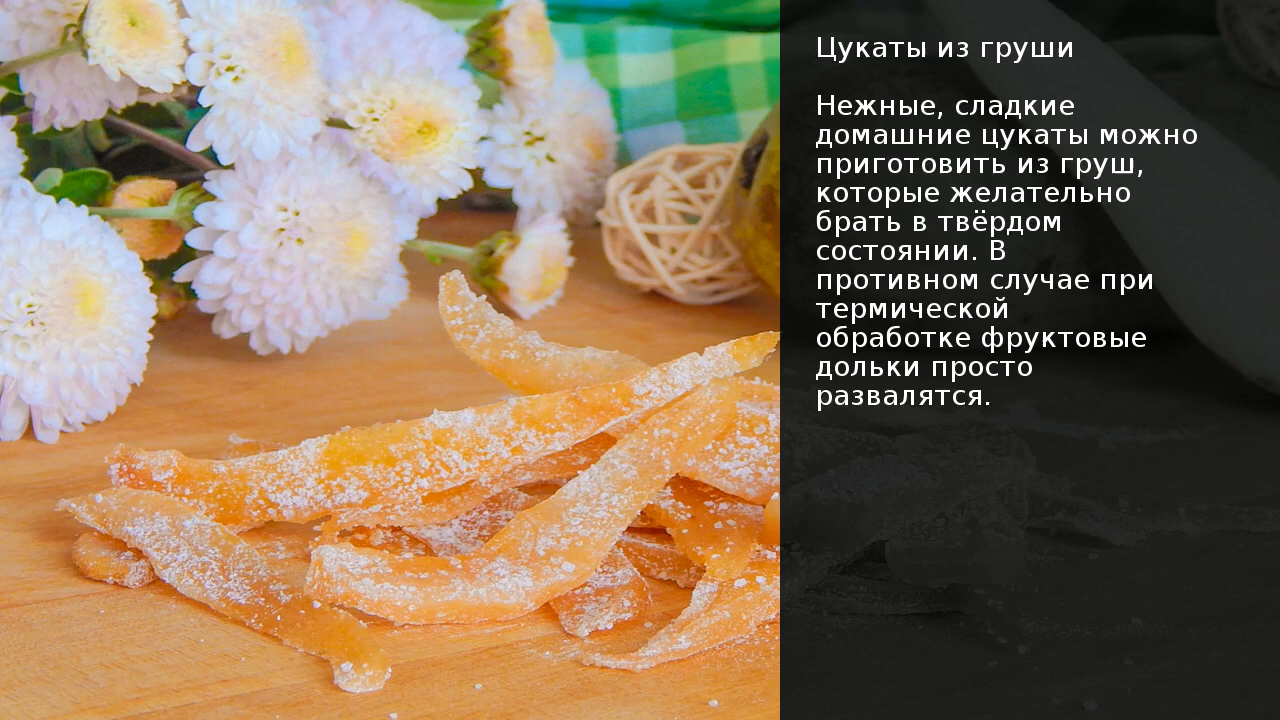 Цукаты из груши
Нежные, сладкие
домашние цукаты можно
приготовить из груш,
которые желательно
брать в твёрдом
состоянии. В
противном случае при
термической
обработке фруктовые
дольки просто
развалятся.